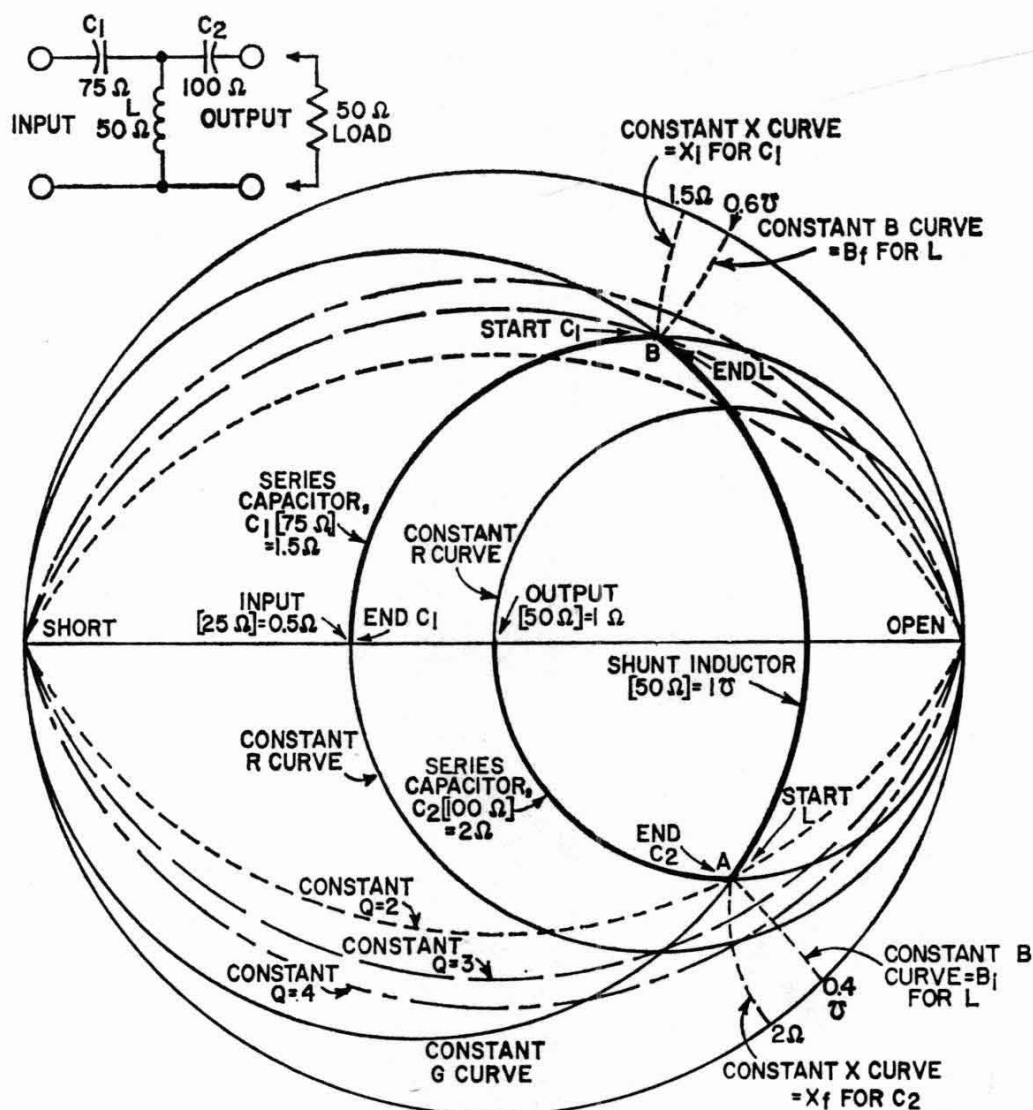 C1
C2
75 Ω
100 Ω
INPUT
L
50 Ω
OUTPUT
50 Ω
LOAD
CONSTANT X CURVE
=XI FOR C1
1.5Ω
0.6℧
CONSTANT B CURVE
=Bf FOR L
START C1
B
END L
SERIES
CAPACITOR,
C1 [75 Ω]
=1.5Ω
CONSTANT
R CURVE
INPUT
[25 Ω]=0.5Ω
END C1
OUTPUT
[50Ω]=1 Ω
SHORT
OPEN
SHUNT INDUCTOR
[50Ω]=1 ℧
CONSTANT
R CURVE
SERIES
CAPACITOR,
C2[100 Ω]
=2Ω
START
L
END
C2
A
CONSTANT
Q=2
CONSTANT
Q=3
CONSTANT
Q=4
CONSTANT B
CURVE=Bi
FOR L
0.4
℧
2Ω
CONSTANT
G CURVE
CONSTANT X CURVE
=Xf FOR C2